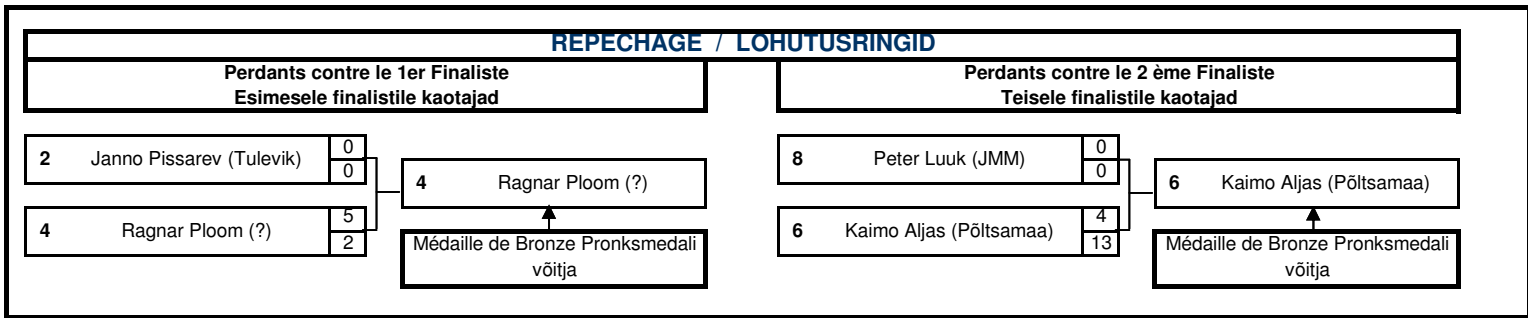 REPECHAGE / LOHUTUSRINGID
Perdants contre le 1er Finaliste
Esimesele finalistile kaotajad
Perdants contre le 2 ème Finaliste
Teisele finalistile kaotajad
2 Janno Pissarev (Tulevik) 0
0
4 Ragnar Ploom (?)
4 Ragnar Ploom (?) 5
2
Médaille de Bronze Pronksmedali
võitja
8 Peter Luuk (JMM) 0
0
6 Kaimo Aljas (Põltsamaa)
6 Kaimo Aljas (Põltsamaa) 4
13
Médaille de Bronze Pronksmedali
võitja